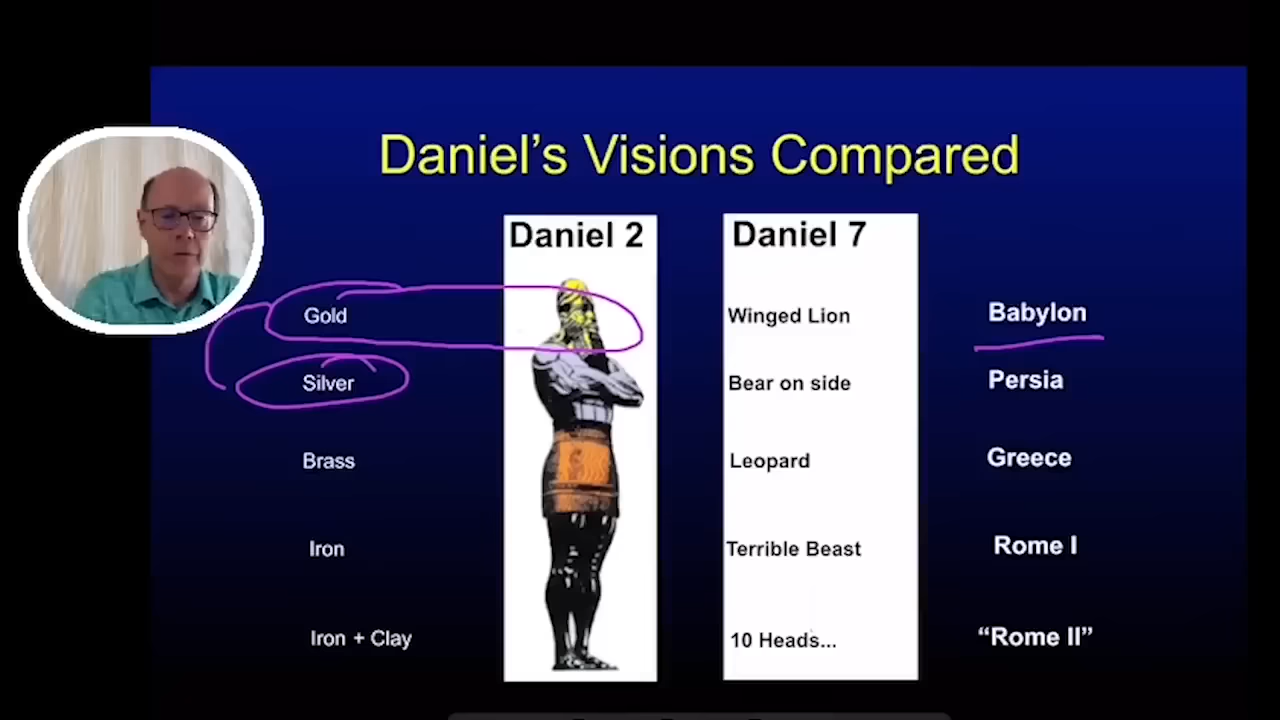 Daniel's Visions Compared
Daniel 2
Daniel 7
Gold
Winged Lion
Babylon
Silver
Bear on side
Persia
Brass
Leopard
Greece
Iron
Terrible Beast
Rome I
Iron + Clay
10 Heads...
“Rome II”